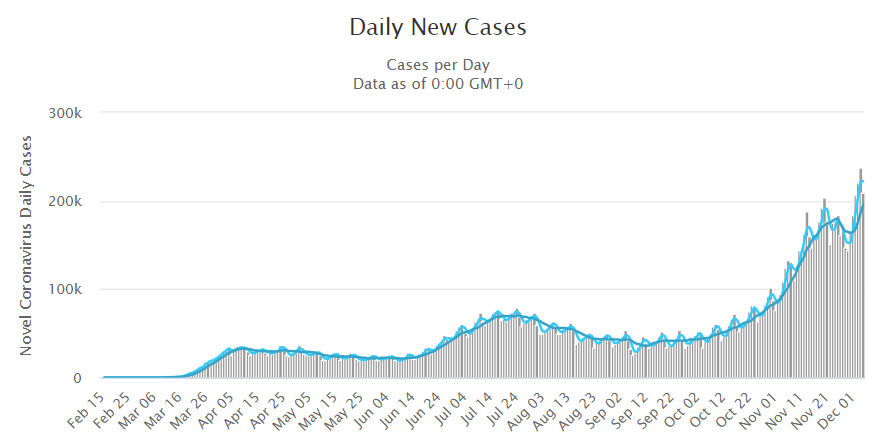 Daily New Cases
Cases per Day
Data as of 0:00 GMT+0
Novel Coronavirus Daily Cases
300k
200k
100k
0
Feb 15
Feb 25
Mar 06
Mar 16
Mar 26
Apr 05
Apr 15
Apr 25
May 05
May 15
May 25
Jun 04
Jun 14
Jun 24
Jul 04
Jul 14
Jul 24
Aug 03
Aug 13
Aug 23
Sep 02
Sep 12
Sep 22
Oct 02
Oct 12
Oct 22
Nov 01
Nov 11
Nov 21
Dec 01